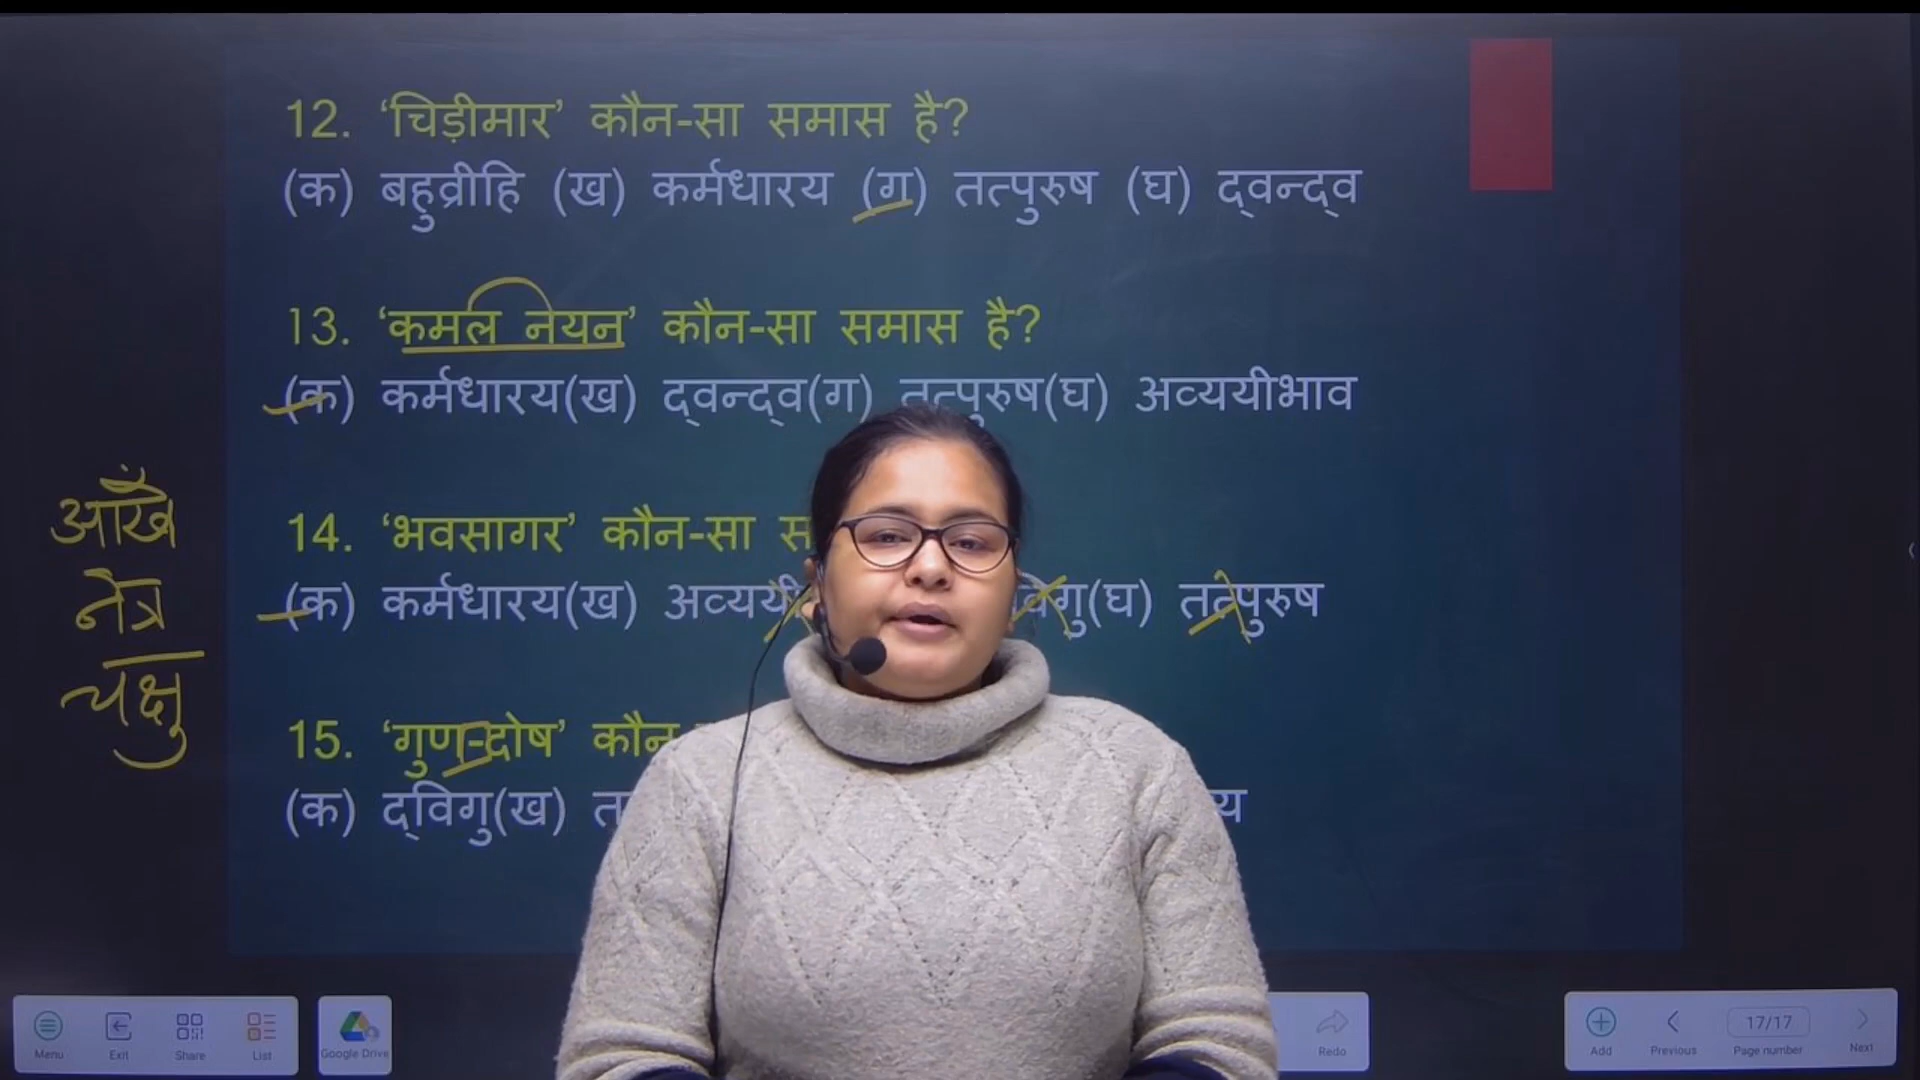 12. ‘चिड़ीमार’ कौन-सा समास है?
(क) बहुव्रीहि (ख) कर्मधारय (ग) तत्पुरुष (घ) द्वन्द्व
13. ‘कमल नयन’ कौन-सा समास है?
(क) कर्मधारय(ख) द्वन्द्व(ग) तत्पुरुष(घ) अव्ययीभाव
14. ‘भवसागर’ कौन-सा
(क) कर्मधारय(ख) (घ) तत्पुरुष
15. ‘गुण-दोष’ कौन
(क) द्विगु(ख)
आँखें
नेत्र
चक्षु
Menu Exit Share List Google Drive Redo Add Previous 17/17 Page number Next